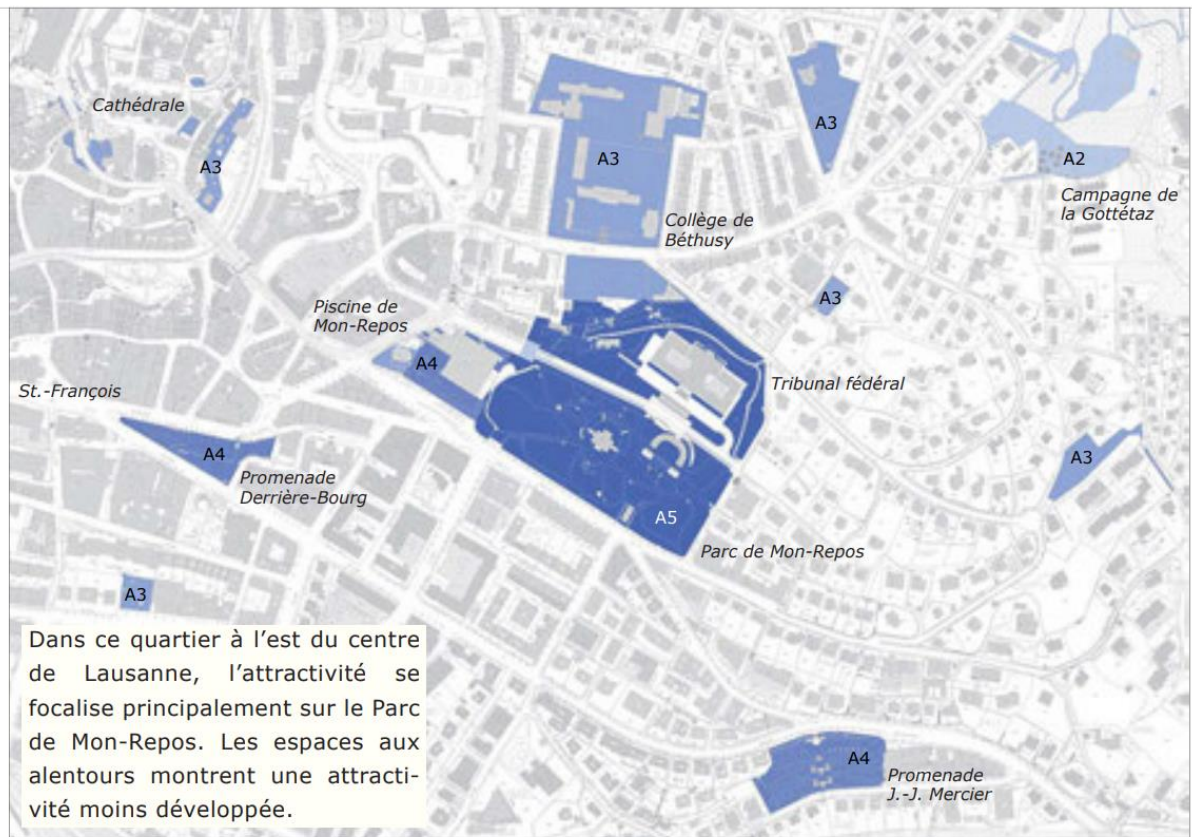 Cathédrale
A3
A3
A3
A2
Campagne de
la Gottétaz
Collège de
Béthusy
A3
Piscine de
Mon-Repos
A4
Tribunal fédéral
St.-François
A4
Promenade
Derrière-Bourg
A3
A5
Parc de Mon-Repos
A3
Dans ce quartier à l’est du centre
de Lausanne, l’attractivité se
focalise principalement sur le Parc
de Mon-Repos. Les espaces aux
alentours montrent une attracti-
vité moins développée.
A4
Promenade
J.-J. Mercier